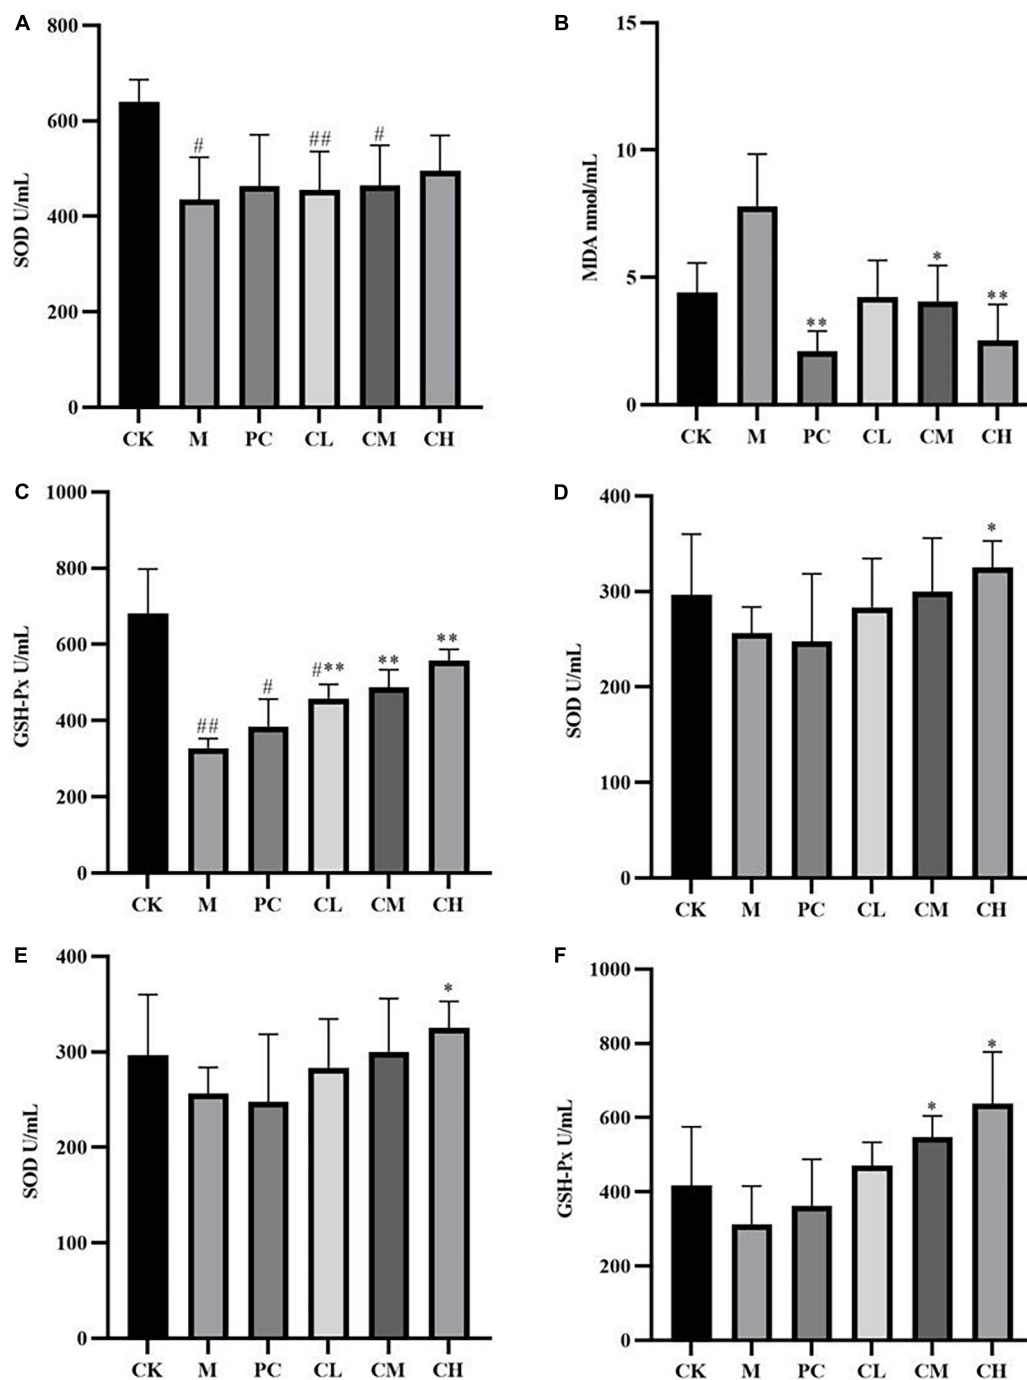 A
SOD U/mL
800
600
400
200
0
#
##
#
CK M PC CL CM CH
B
MDA nmol/mL
15
10
5
0
**
*
**
CK M PC CL CM CH
C
GSH-Px U/mL
1000
800
600
400
200
0
##
#
#**
**
**
CK M PC CL CM CH
D
SOD U/mL
400
300
200
100
0
*
CK M PC CL CM CH
E
SOD U/mL
400
300
200
100
0
*
CK M PC CL CM CH
F
GSH-Px U/mL
1000
800
600
400
200
0
*
*
CK M PC CL CM CH